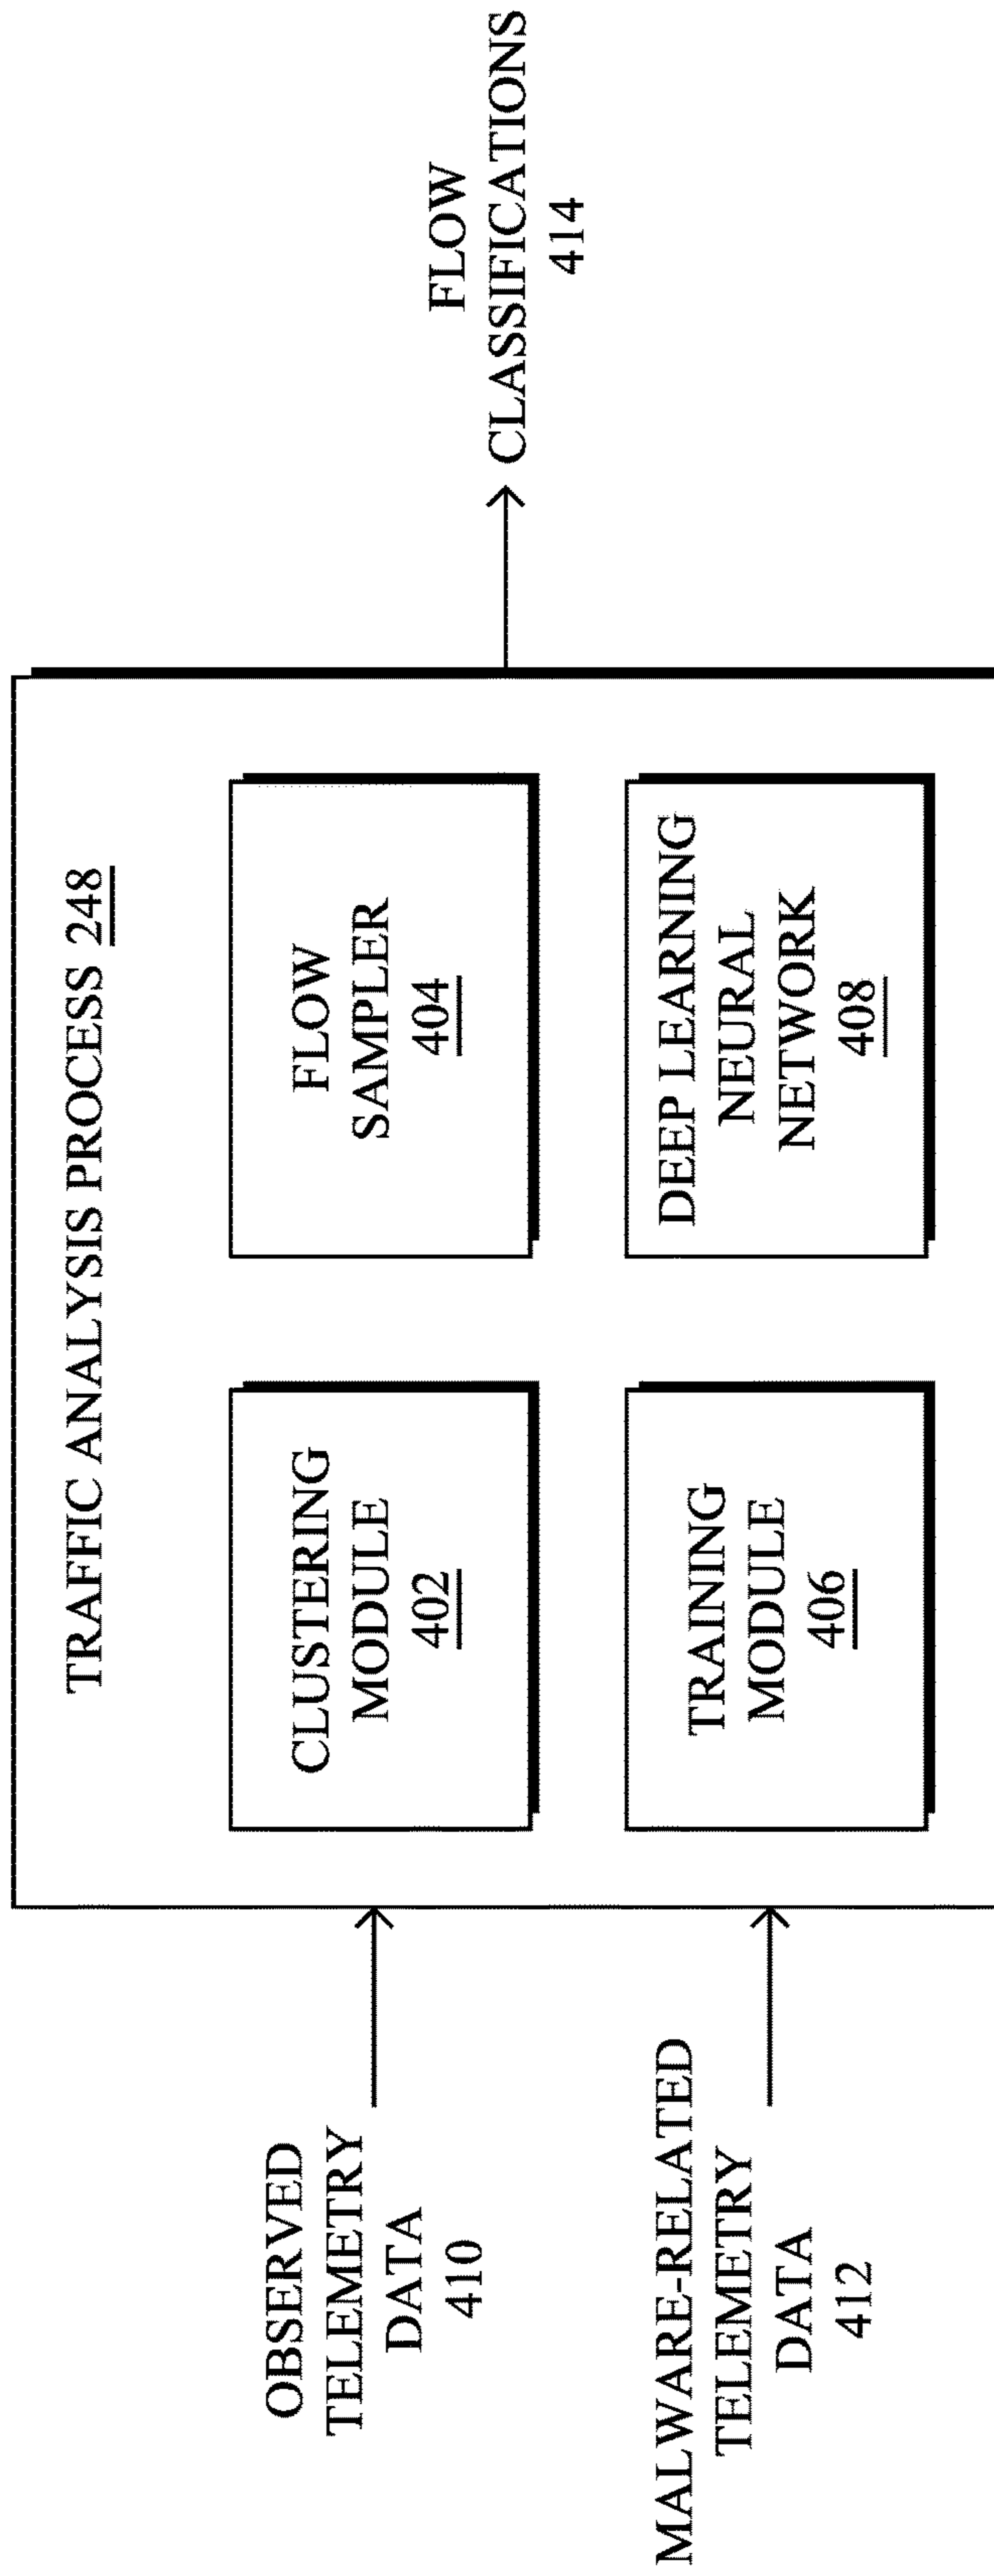 TRAFFIC ANALYSIS PROCESS 248
OBSERVED
TELEMETRY
DATA
410
MALWARE-RELATED
TELEMETRY
DATA
412
CLUSTERING
MODULE
402
FLOW
SAMPLER
404
TRAINING
MODULE
406
DEEP LEARNING
NEURAL
NETWORK
408
FLOW
CLASSIFICATIONS
414